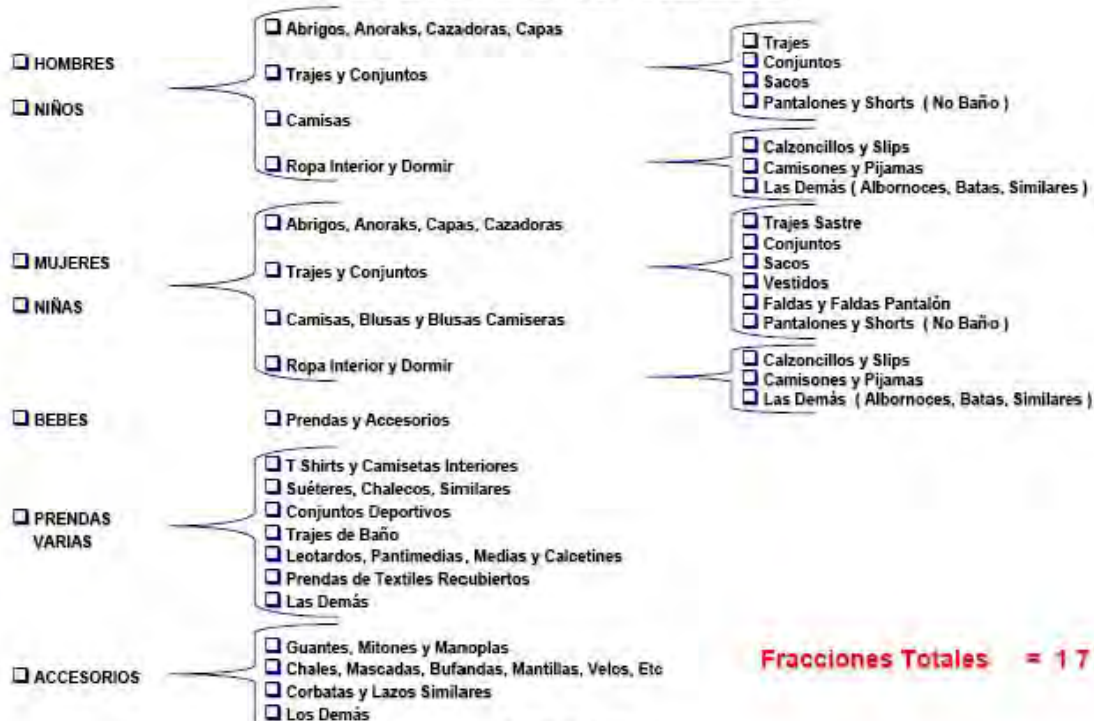 HOMBRES
NIÑOS
Abrigos, Anoraks, Cazadoras, Capas
Trajes y Conjuntos
Camisas
Ropa Interior y Dormir
Trajes
Conjuntos
Sacos
Pantalones y Shorts ( No Baño )
Calzoncillos y Slips
Camisones y Pijamas
Las Demás ( Albornoces, Batas, Similares )
MUJERES
NIÑAS
Abrigos, Anoraks, Capas, Cazadoras
Trajes y Conjuntos
Camisas, Blusas y Blusas Camiseras
Ropa Interior y Dormir
Trajes Sastre
Conjuntos
Sacos
Vestidos
Faldas y Faldas Pantalón
Pantalones y Shorts ( No Baño )
Calzoncillos y Slips
Camisones y Pijamas
Las Demás ( Albornoces, Batas, Similares )
BEBES
Prendas y Accesorios
PRENDAS
VARIAS
T Shirts y Camisetas Interiores
Suéteres, Chalecos, Similares
Conjuntos Deportivos
Trajes de Baño
Leotardos, Pantimedias, Medias y Calcetines
Prendas de Textiles Recubiertos
Las Demás
ACCESORIOS
Guantes, Mitones y Manoplas
Chales, Mascadas, Bufandas, Mantillas, Velos, Etc
Corbatas y Lazos Similares
Los Demás
Fracciones Totales = 1 7